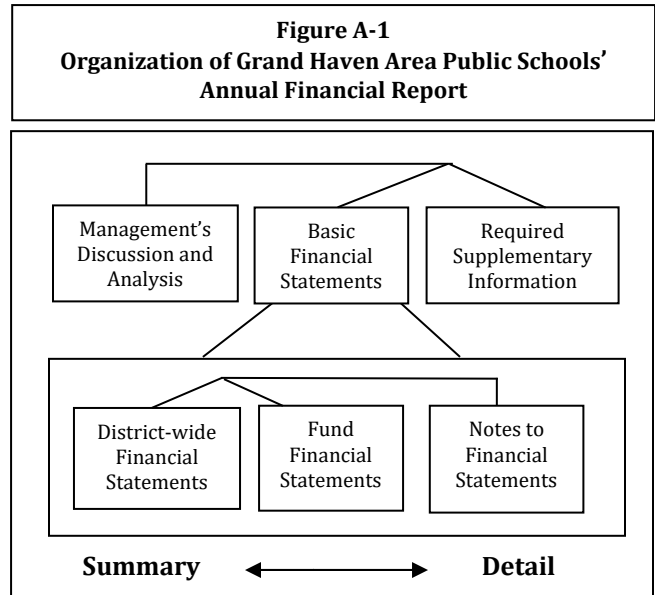 Figure A-1
Organization of Grand Haven Area Public Schools’
Annual Financial Report
Management’s
Discussion and
Analysis
Basic
Financial
Statements
Required
Supplementary
Information
District-wide
Financial
Statements
Fund
Financial
Statements
Notes to
Financial
Statements
Summary
Detail